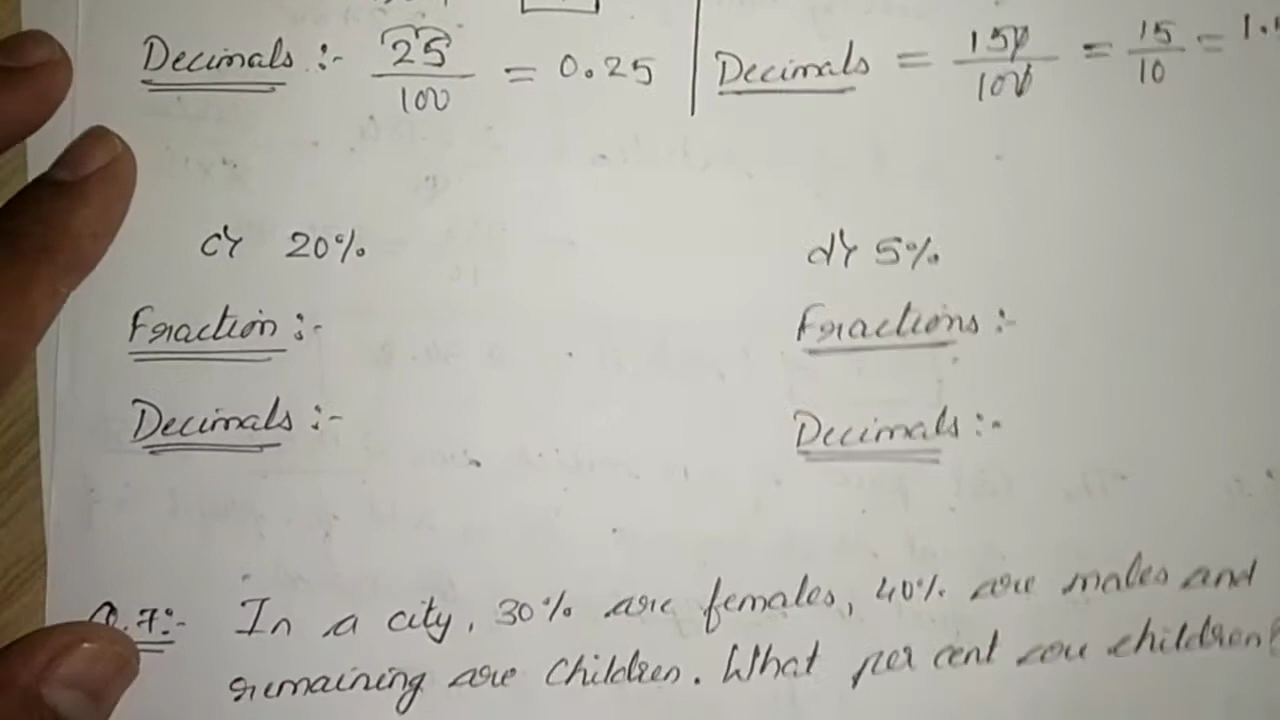 Decimals :- 25/100 = 0.25
Decimals = 150/100 = 15/10 = 1.
c) 20%
d) 5%
Fraction :-
Fractions :-
Decimals :-
Decimals :-
Q.7:- In a city, 30% are females, 40% are males and
remaining are Children. What per cent are children?